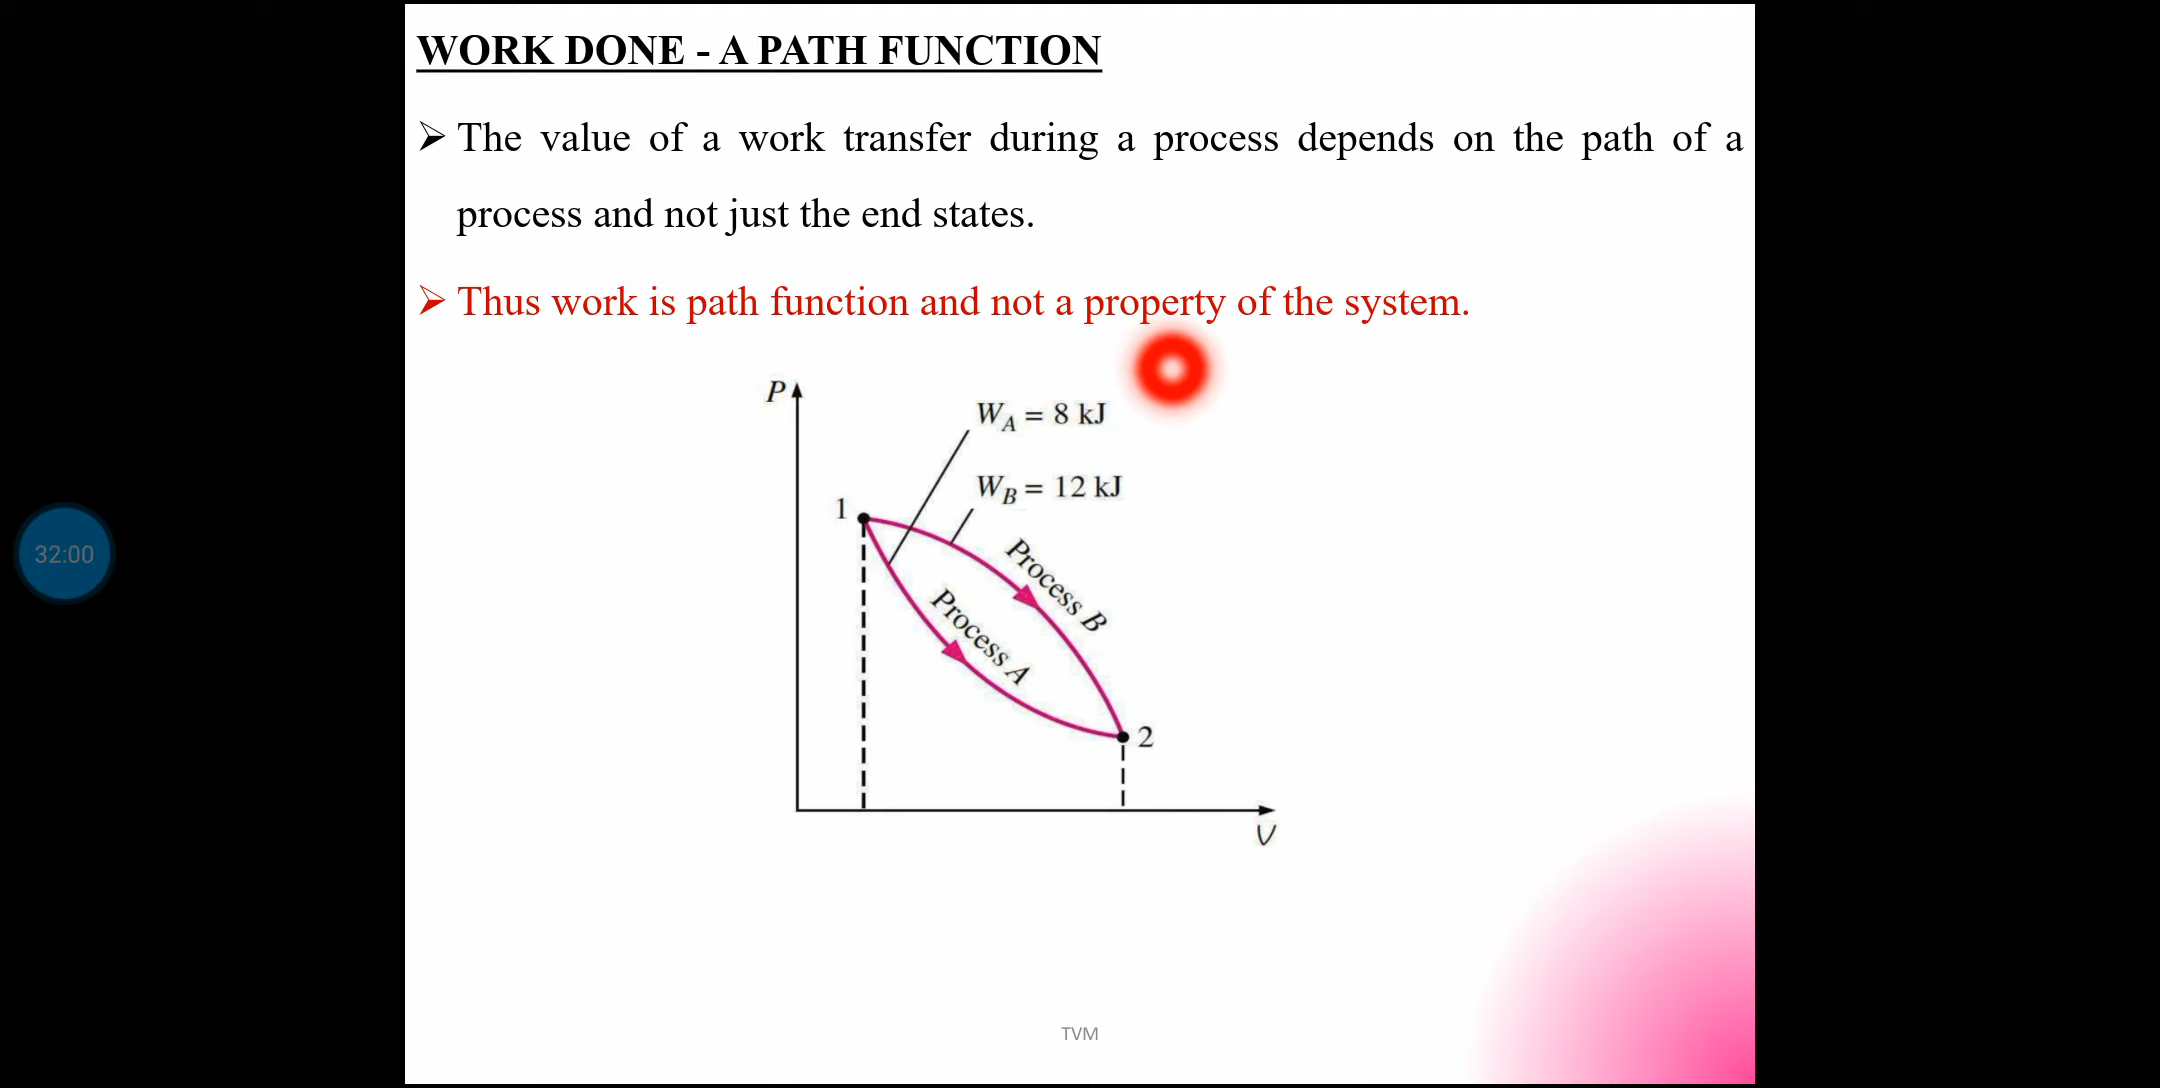 WORK DONE - A PATH FUNCTION
➢ The value of a work transfer during a process depends on the path of a
process and not just the end states.
➢ Thus work is path function and not a property of the system.
P
W_A = 8 kJ
W_B = 12 kJ
1
Process B
Process A
32:00
2
V
TVM